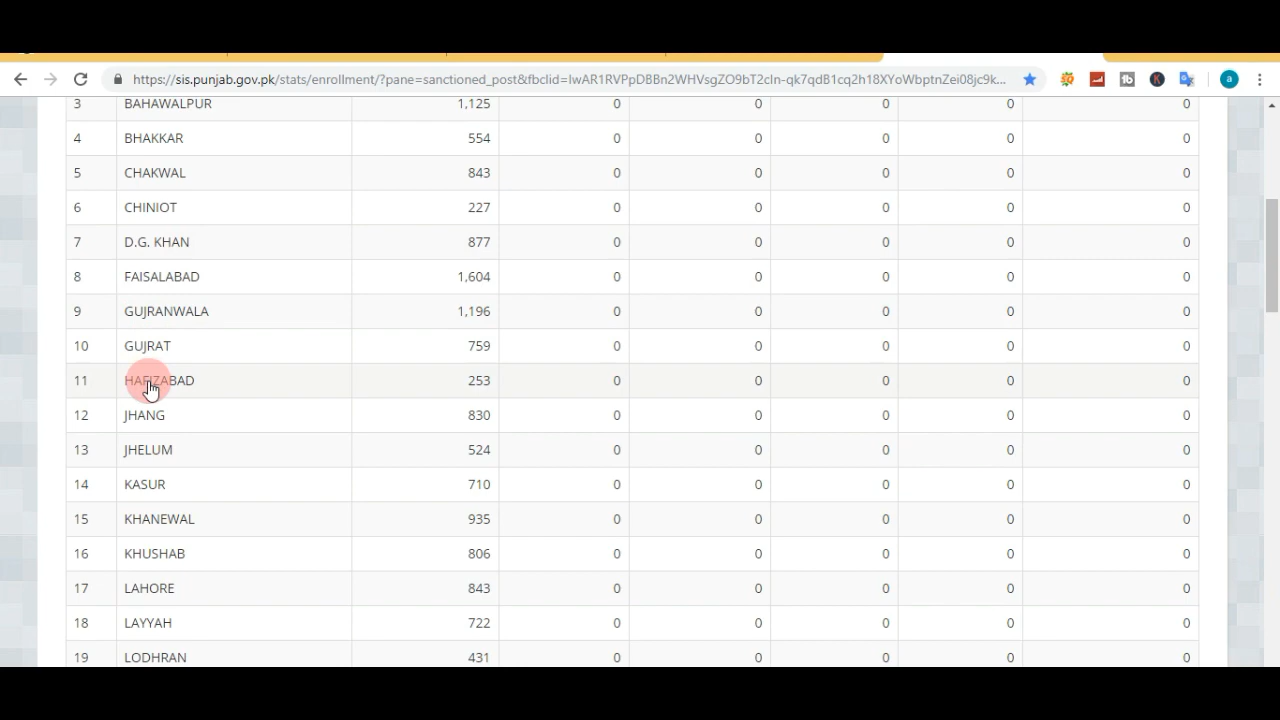 https://sis.punjab.gov.pk/stats/enrollment/?pane=sanctioned_post&fbclid=IwAR1RVPpDBBn2WHVsgZO9bT2cIn-qk7qdB1cq2h18XYoWbptnZei08jc9k...
a
3 BAHAWALPUR 1,125 0 0 0 0 0
4 BHAKKAR 554 0 0 0 0 0
5 CHAKWAL 843 0 0 0 0 0
6 CHINIOT 227 0 0 0 0 0
7 D.G. KHAN 877 0 0 0 0 0
8 FAISALABAD 1,604 0 0 0 0 0
9 GUJRANWALA 1,196 0 0 0 0 0
10 GUJRAT 759 0 0 0 0 0
11 HAFIZABAD 253 0 0 0 0 0
12 JHANG 830 0 0 0 0 0
13 JHELUM 524 0 0 0 0 0
14 KASUR 710 0 0 0 0 0
15 KHANEWAL 935 0 0 0 0 0
16 KHUSHAB 806 0 0 0 0 0
17 LAHORE 843 0 0 0 0 0
18 LAYYAH 722 0 0 0 0 0
19 LODHRAN 431 0 0 0 0 0